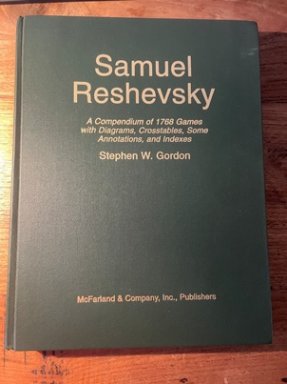 Samuel
Reshevsky
A Compendium of 1768 Games
with Diagrams, Crosstables, Some
Annotations, and Indexes
Stephen W. Gordon
McFarland & Company, Inc., Publishers